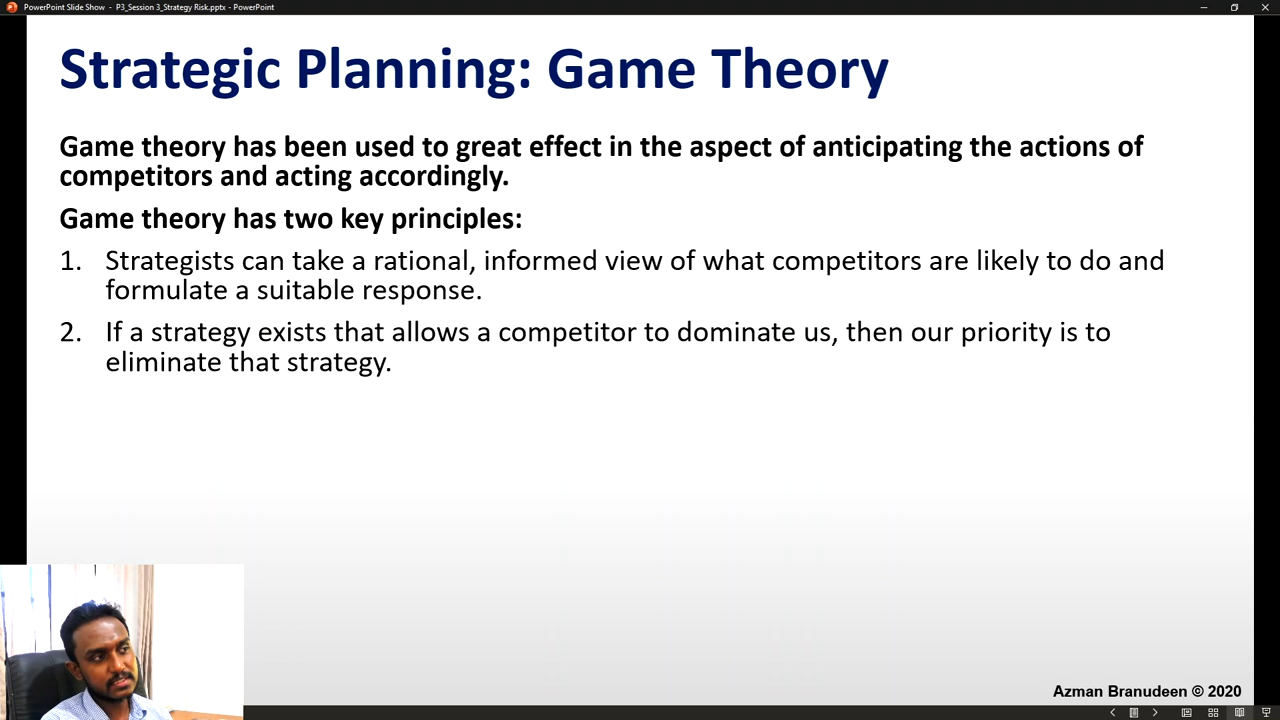 PowerPoint Slide Show - P3_Session 3_Strategy Risk.pptx - PowerPoint
Strategic Planning: Game Theory
Game theory has been used to great effect in the aspect of anticipating the actions of
competitors and acting accordingly.
Game theory has two key principles:
1. Strategists can take a rational, informed view of what competitors are likely to do and
formulate a suitable response.
2. If a strategy exists that allows a competitor to dominate us, then our priority is to
eliminate that strategy.
Azman Branudeen © 2020